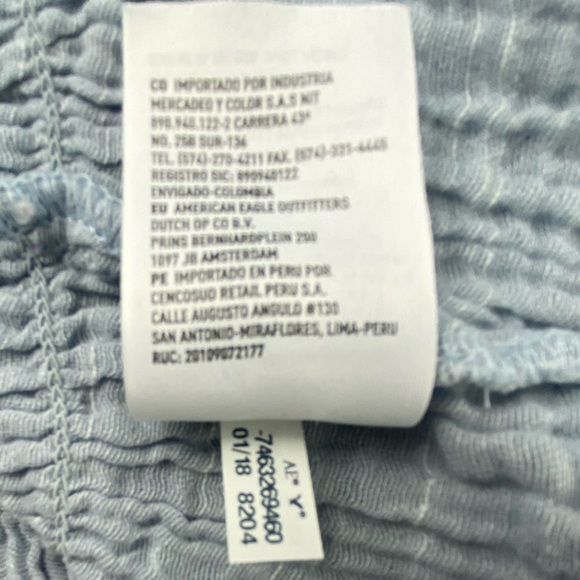 CO IMPORTADO POR INDUSTRIA
MERCADEO Y COLOR S.A.S NIT
890.940.122-2 CARRERA 43ª
NO. 25B SUR-136
TEL. (574)-270-4211 FAX. (574)-331-4445
REGISTRO SIC: 890940122
ENVIGADO-COLOMBIA
EU AMERICAN EAGLE OUTFITTERS
DUTCH OP CO B.V.
PRINS BERNHARDPLEIN 200
1097 JB AMSTERDAM
PE IMPORTADO EN PERU POR
CENCOSUD RETAIL PERU S.A.
CALLE AUGUSTO ANGULO #130
SAN ANTONIO-MIRAFLORES, LIMA-PERU
RUC: 20109072177
-7463269460
01/18 8204